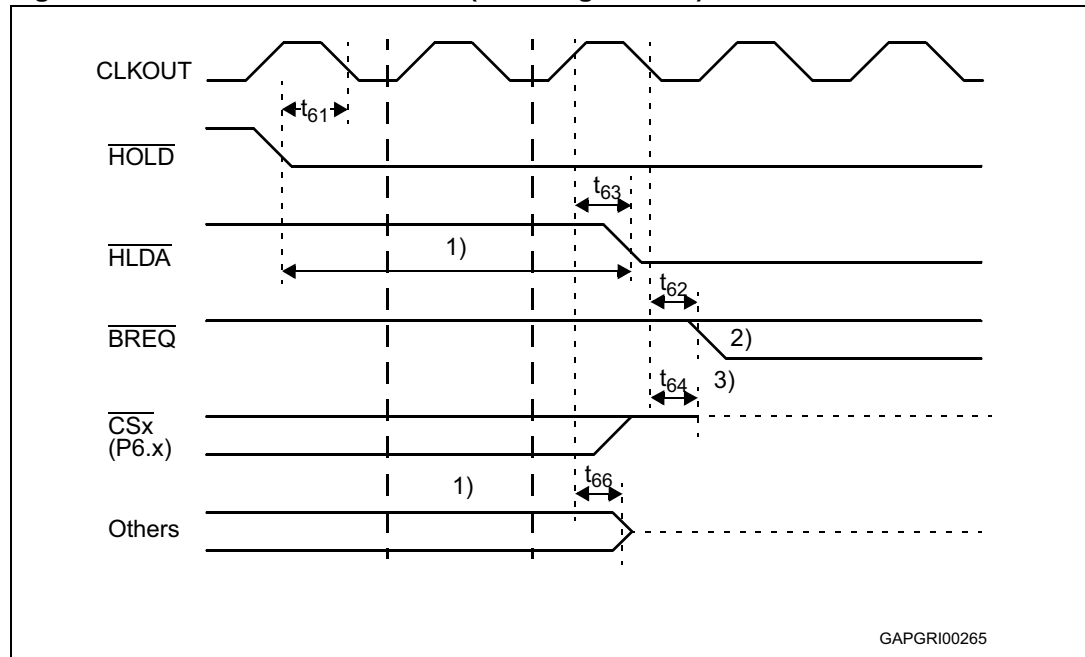 CLKOUT
t61
HOLD
t63
HLDA
1)
t62
BREQ
2)
t64
3)
CSx
(P6.x)
1)
t66
Others
GAPGRI00265